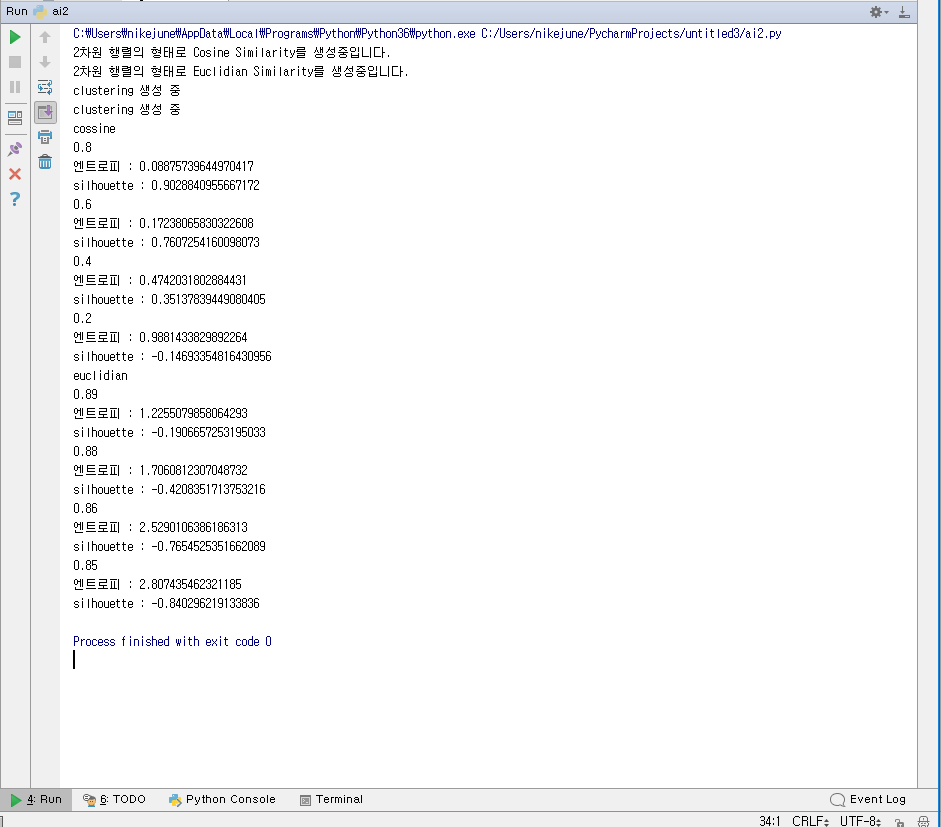 Run ai2
C:₩Users₩nikejune₩AppData₩Local₩Programs₩Python₩Python36₩python.exe C:/Users/nikejune/PycharmProjects/untitled3/ai2.py
2차원 행렬의 형태로 Cosine Similarity를 생성중입니다.
2차원 행렬의 형태로 Euclidian Similarity를 생성중입니다.
clustering 생성 중
clustering 생성 중
cossine
0.8
엔트로피 : 0.08875739644970417
silhouette : 0.9028840955667172
0.6
엔트로피 : 0.17238065830322608
silhouette : 0.7607254160098073
0.4
엔트로피 : 0.4742031802884431
silhouette : 0.35137839449080405
0.2
엔트로피 : 0.9881433829892264
silhouette : -0.14693354816430956
euclidian
0.89
엔트로피 : 1.2255079858064293
silhouette : -0.1906657253195033
0.88
엔트로피 : 1.7060812307048732
silhouette : -0.4208351713753216
0.86
엔트로피 : 2.5290106386186313
silhouette : -0.7654525351662089
0.85
엔트로피 : 2.807435462321185
silhouette : -0.840296219133836
Process finished with exit code 0
4: Run 6: TODO Python Console Terminal Event Log
34:1 CRLF UTF-8